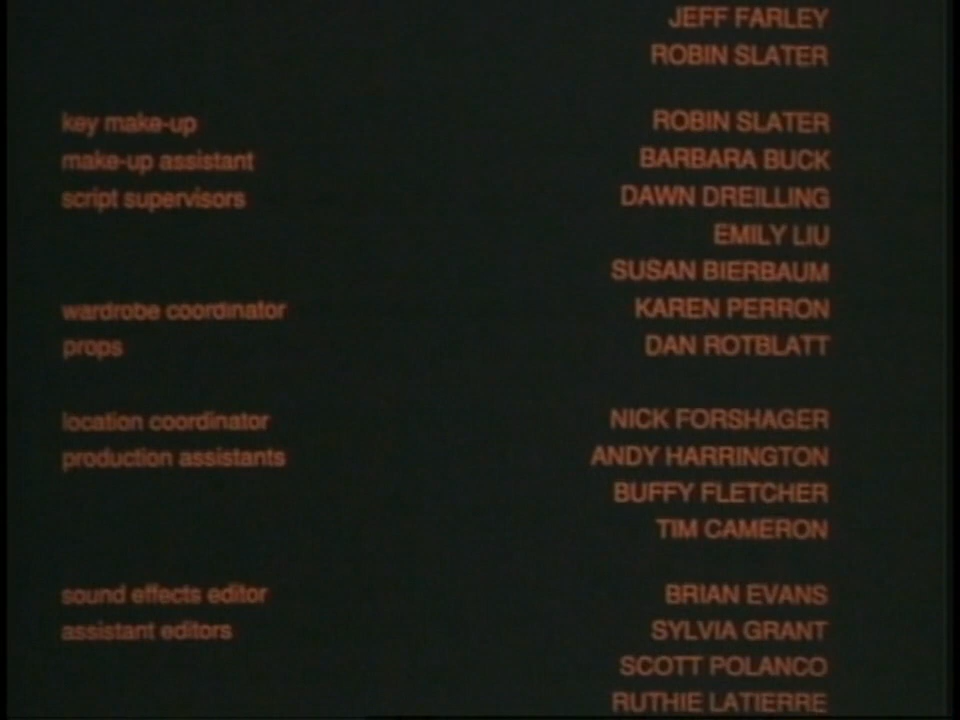 JEFF FARLEY
ROBIN SLATER
key make-up ROBIN SLATER
make-up assistant BARBARA BUCK
script supervisors DAWN DREILLING
EMILY LIU
SUSAN BIERBAUM
wardrobe coordinator KAREN PERRON
props DAN ROTBLATT
location coordinator NICK FORSHAGER
production assistants ANDY HARRINGTON
BUFFY FLETCHER
TIM CAMERON
sound effects editor BRIAN EVANS
assistant editors SYLVIA GRANT
SCOTT POLANCO
RUTHIE LATIERRE